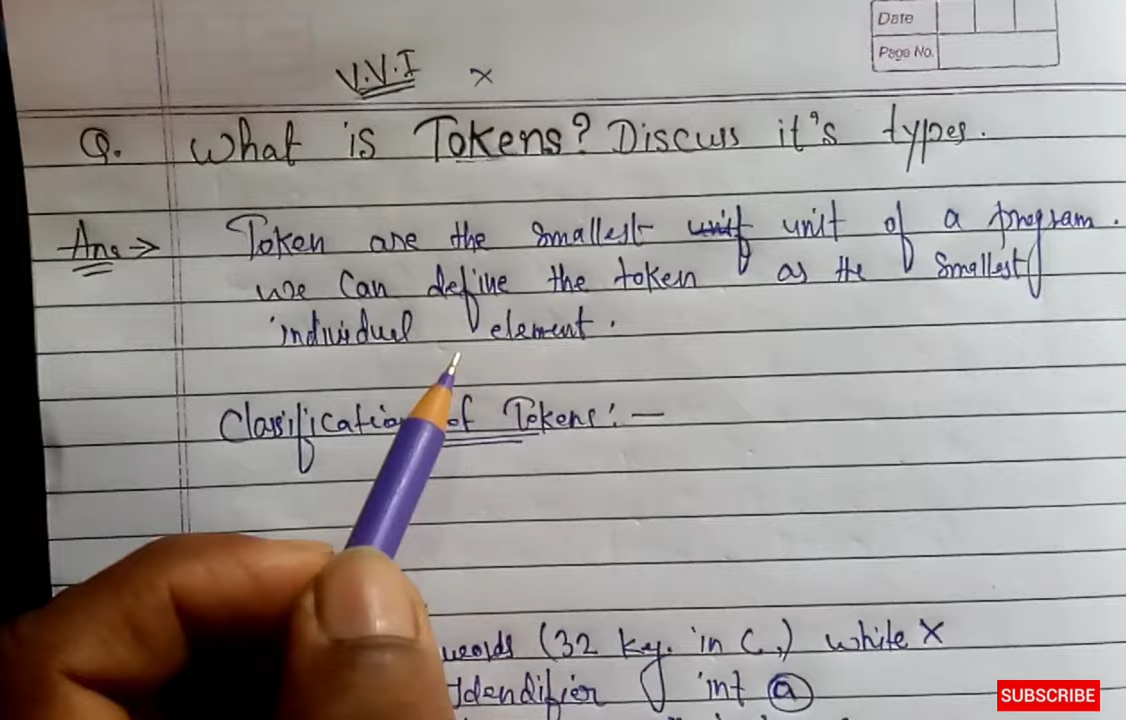 Date
Page No.
V.V.I x
Q. What is Tokens? Discuss it's types.
Ans → Token are the smallest unit unit of a program.
we can define the token as the smallest
individual element.
Classification of Tokens :—
words (32 key. in C,) while x
Idendifier int a
SUBSCRIBE